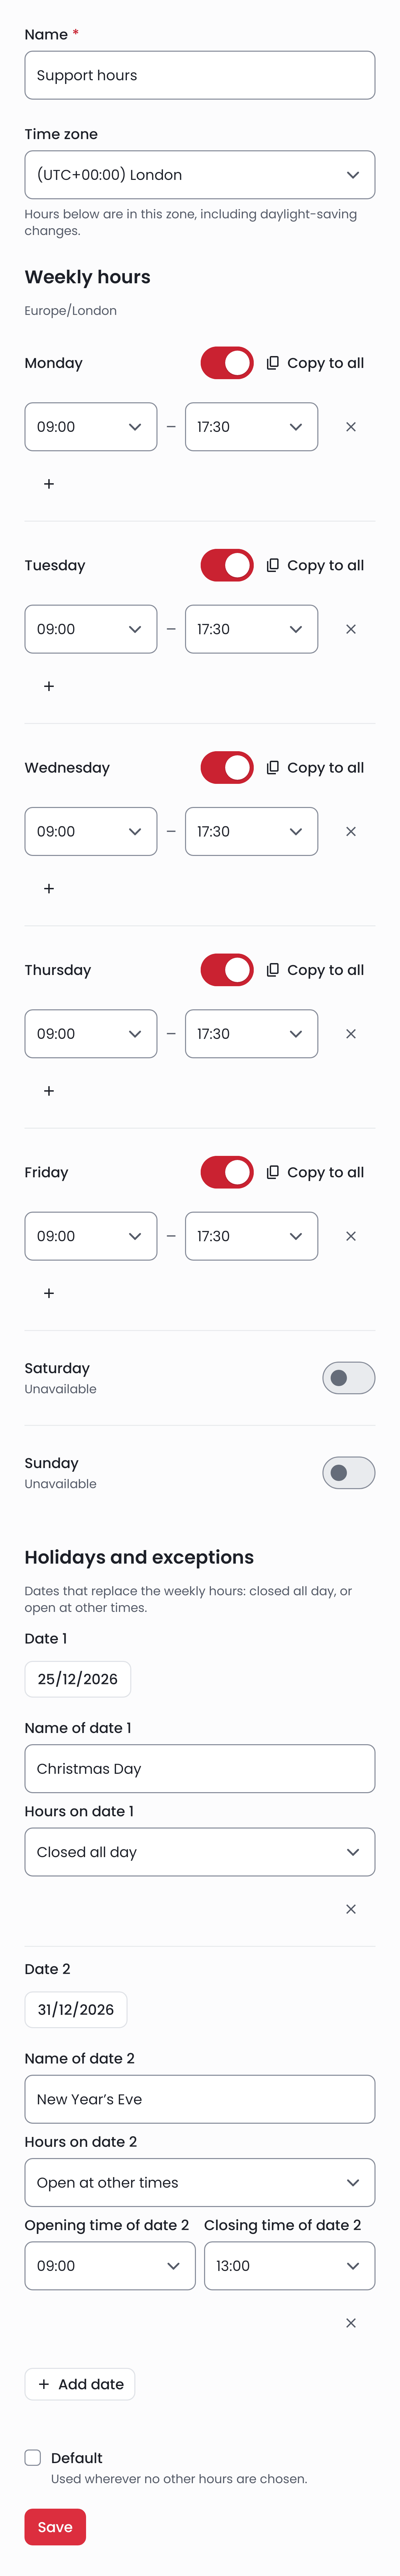 Name *
Support hours
Time zone
(UTC+00:00) London
Hours below are in this zone, including daylight-saving
changes.
Weekly hours
Europe/London
Monday Copy to all
09:00 – 17:30
Tuesday Copy to all
09:00 – 17:30
Wednesday Copy to all
09:00 – 17:30
Thursday Copy to all
09:00 – 17:30
Friday Copy to all
09:00 – 17:30
Saturday
Unavailable
Sunday
Unavailable
Holidays and exceptions
Dates that replace the weekly hours: closed all day, or
open at other times.
Date 1
25/12/2026
Name of date 1
Christmas Day
Hours on date 1
Closed all day
Date 2
31/12/2026
Name of date 2
New Year’s Eve
Hours on date 2
Open at other times
Opening time of date 2 Closing time of date 2
09:00 13:00
+ Add date
Default
Used wherever no other hours are chosen.
Save